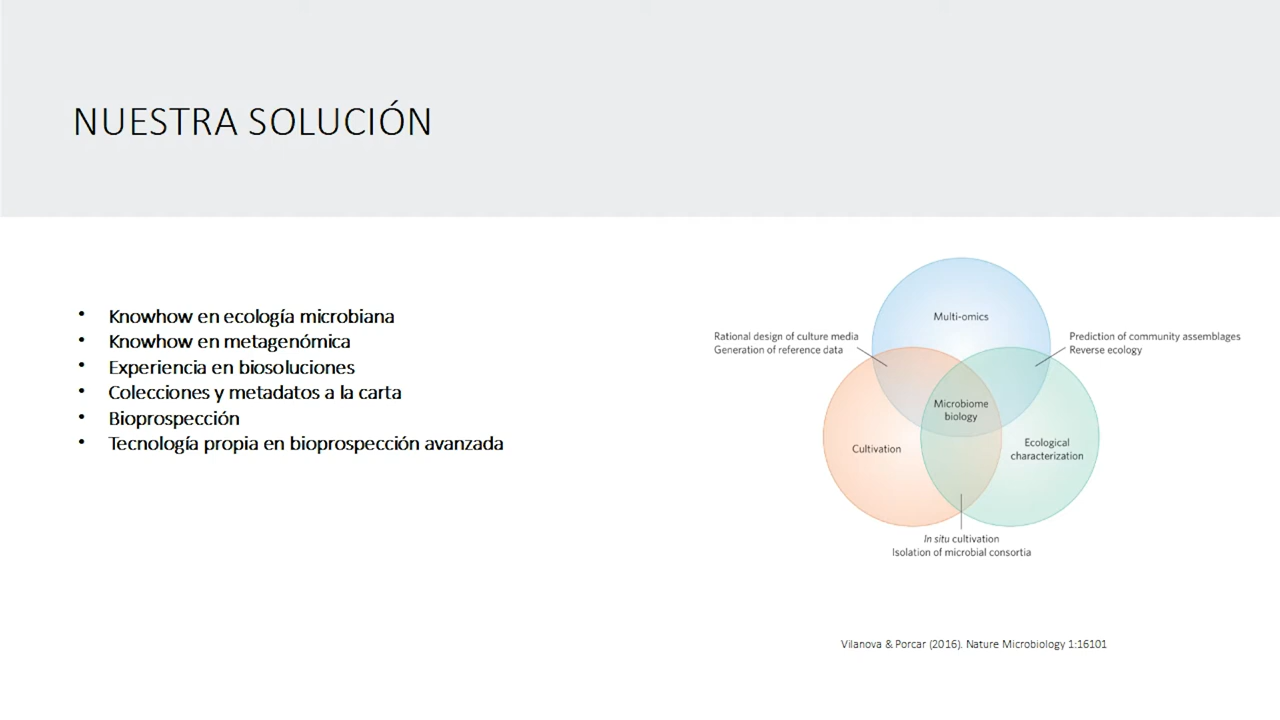 NUESTRA SOLUCIÓN
• Knowhow en ecología microbiana
• Knowhow en metagenómica
• Experiencia en biosoluciones
• Colecciones y metadatos a la carta
• Bioprospección
• Tecnología propia en bioprospección avanzada
Multi-omics
Rational design of culture media
Generation of reference data
Prediction of community assemblages
Reverse ecology
Microbiome
biology
Cultivation
Ecological
characterization
In situ cultivation
Isolation of microbial consortia
Vilanova & Porcar (2016). Nature Microbiology 1:16101